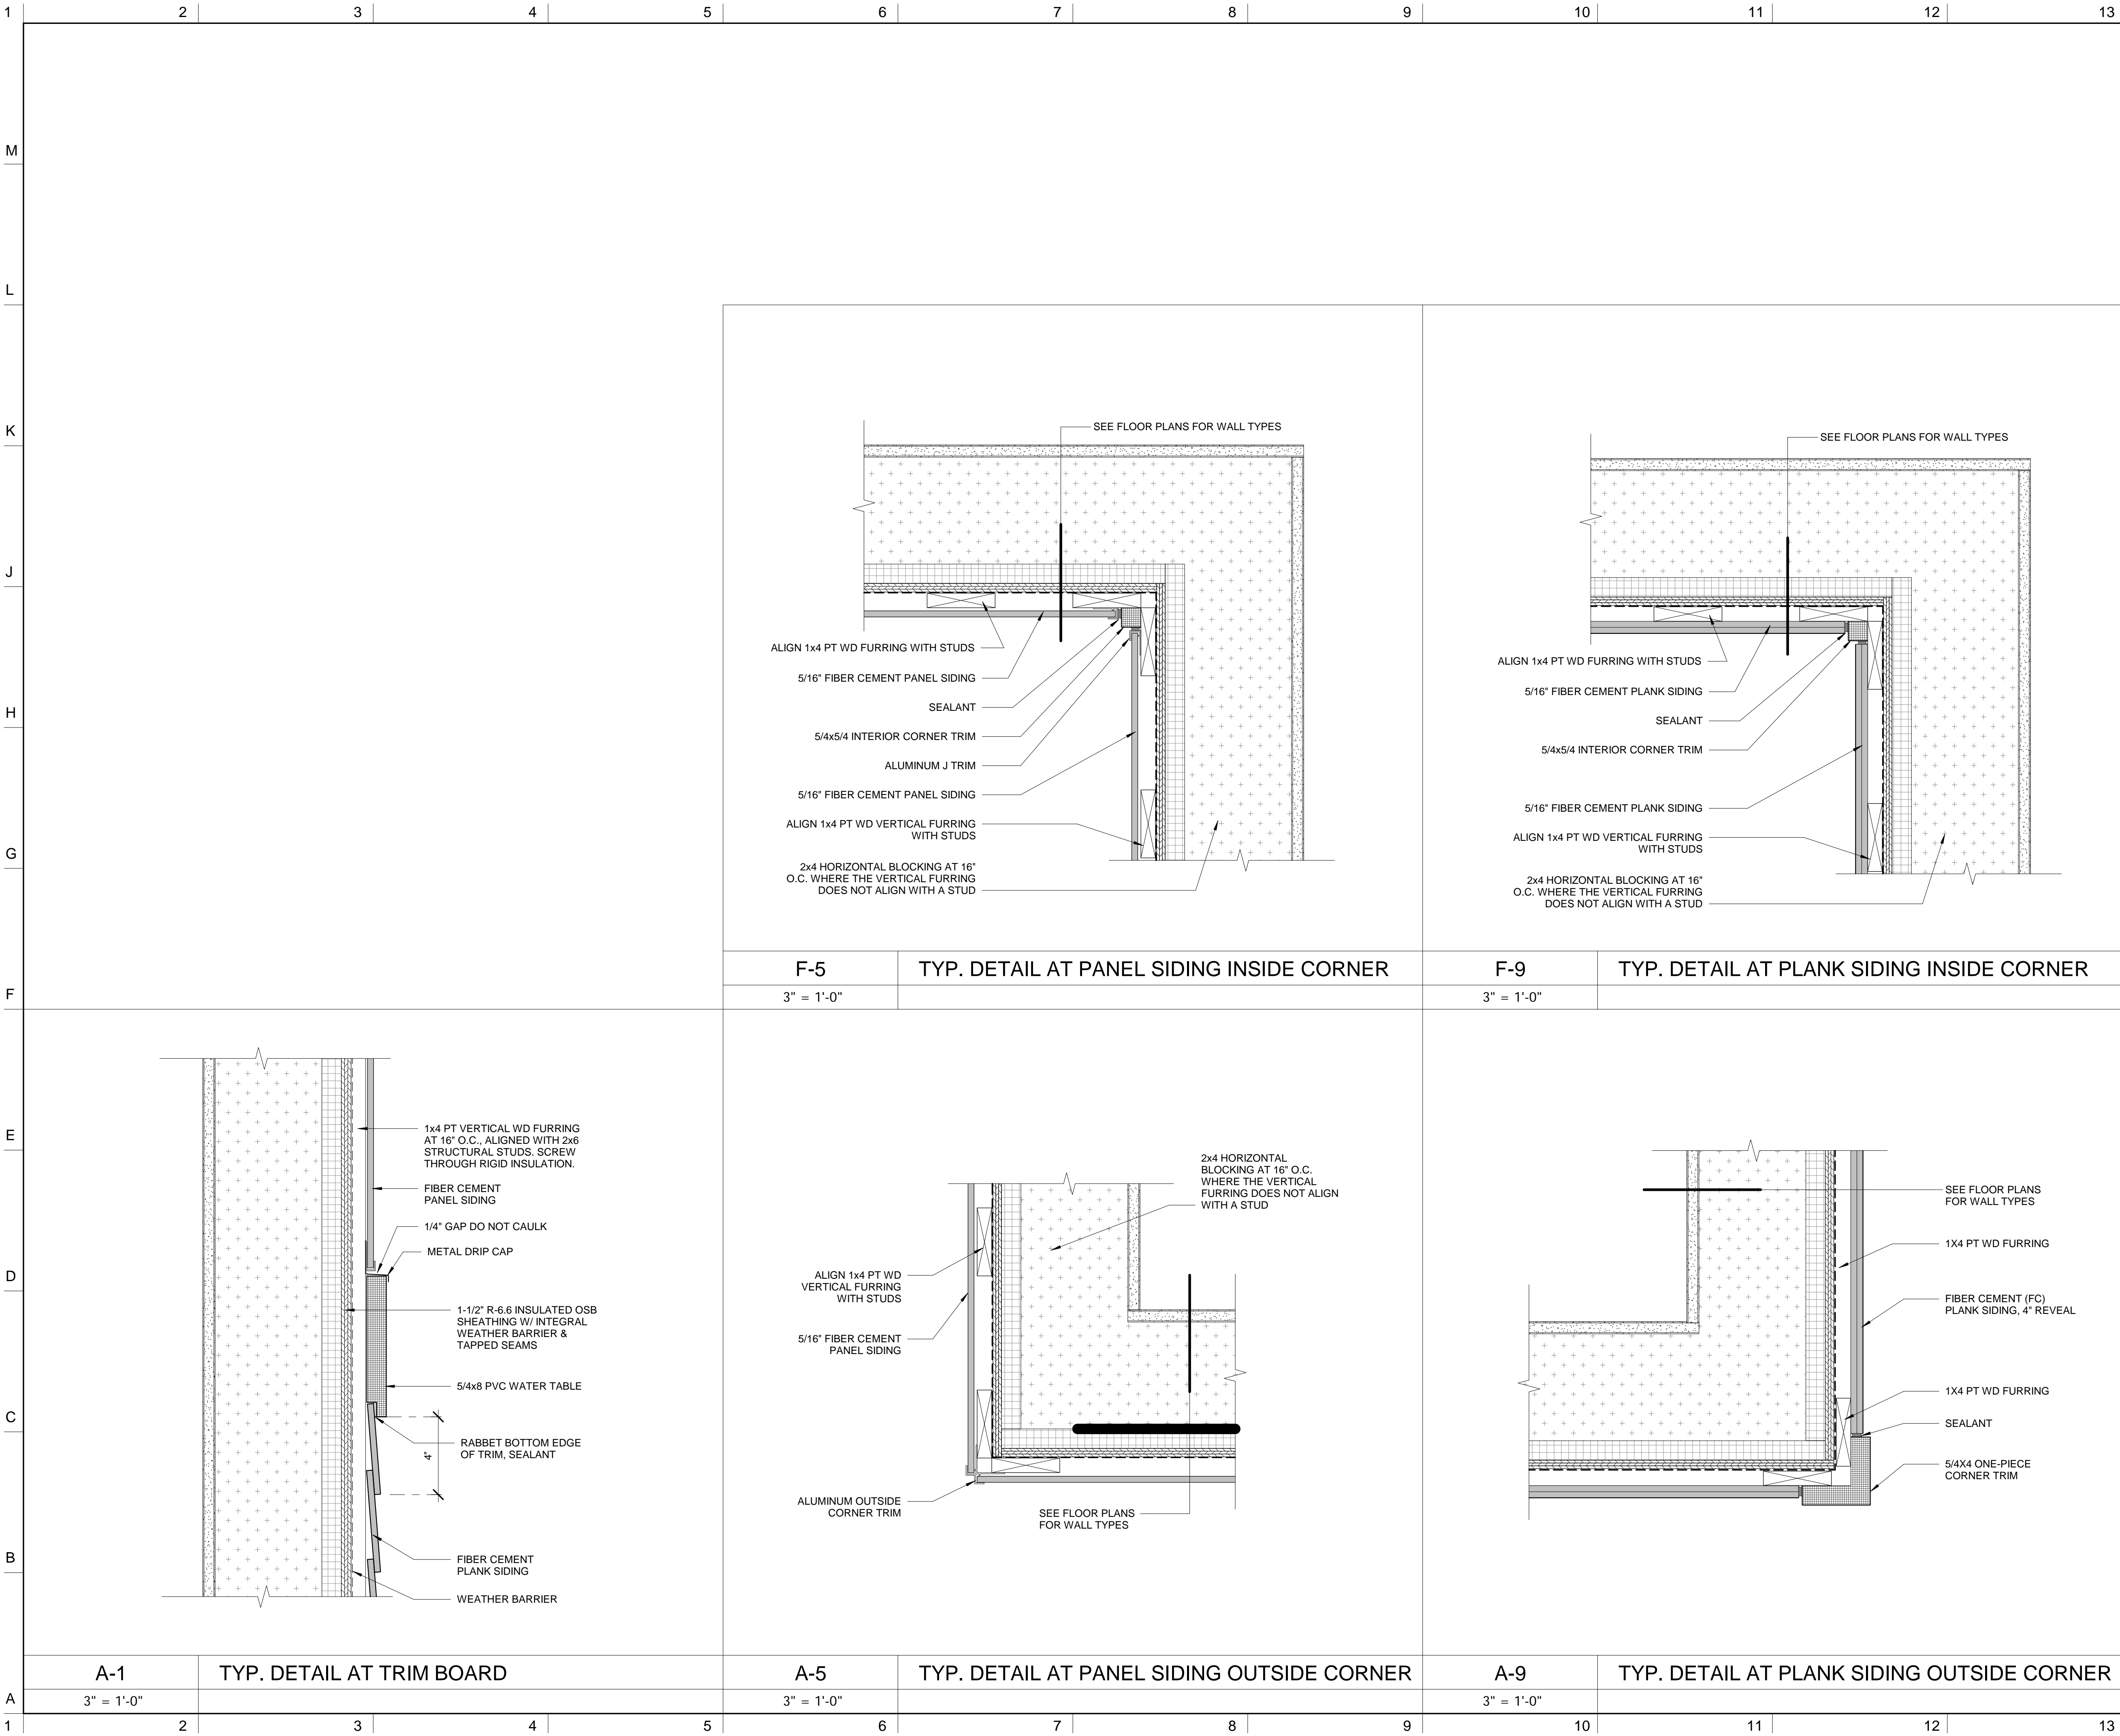 1 2 3 4 5 6 7 8 9 10 11 12 13
M
L
K
J
H
G
F
E
D
C
B
A
SEE FLOOR PLANS FOR WALL TYPES
ALIGN 1x4 PT WD FURRING WITH STUDS
5/16" FIBER CEMENT PANEL SIDING
SEALANT
5/4x5/4 INTERIOR CORNER TRIM
ALUMINUM J TRIM
5/16" FIBER CEMENT PANEL SIDING
ALIGN 1x4 PT WD VERTICAL FURRING
WITH STUDS
2x4 HORIZONTAL BLOCKING AT 16"
O.C. WHERE THE VERTICAL FURRING
DOES NOT ALIGN WITH A STUD
F-5
TYP. DETAIL AT PANEL SIDING INSIDE CORNER
3" = 1'-0"
SEE FLOOR PLANS FOR WALL TYPES
ALIGN 1x4 PT WD FURRING WITH STUDS
5/16" FIBER CEMENT PLANK SIDING
SEALANT
5/4x5/4 INTERIOR CORNER TRIM
5/16" FIBER CEMENT PLANK SIDING
ALIGN 1x4 PT WD VERTICAL FURRING
WITH STUDS
2x4 HORIZONTAL BLOCKING AT 16"
O.C. WHERE THE VERTICAL FURRING
DOES NOT ALIGN WITH A STUD
F-9
TYP. DETAIL AT PLANK SIDING INSIDE CORNER
3" = 1'-0"
1x4 PT VERTICAL WD FURRING
AT 16" O.C., ALIGNED WITH 2x6
STRUCTURAL STUDS. SCREW
THROUGH RIGID INSULATION.
FIBER CEMENT
PANEL SIDING
1/4" GAP DO NOT CAULK
METAL DRIP CAP
1-1/2" R-6.6 INSULATED OSB
SHEATHING W/ INTEGRAL
WEATHER BARRIER &
TAPPED SEAMS
5/4x8 PVC WATER TABLE
RABBET BOTTOM EDGE
OF TRIM, SEALANT
4"
FIBER CEMENT
PLANK SIDING
WEATHER BARRIER
A-1
TYP. DETAIL AT TRIM BOARD
3" = 1'-0"
2x4 HORIZONTAL
BLOCKING AT 16" O.C.
WHERE THE VERTICAL
FURRING DOES NOT ALIGN
WITH A STUD
ALIGN 1x4 PT WD
VERTICAL FURRING
WITH STUDS
5/16" FIBER CEMENT
PANEL SIDING
ALUMINUM OUTSIDE
CORNER TRIM
SEE FLOOR PLANS
FOR WALL TYPES
A-5
TYP. DETAIL AT PANEL SIDING OUTSIDE CORNER
3" = 1'-0"
SEE FLOOR PLANS
FOR WALL TYPES
1X4 PT WD FURRING
FIBER CEMENT (FC)
PLANK SIDING, 4" REVEAL
1X4 PT WD FURRING
SEALANT
5/4X4 ONE-PIECE
CORNER TRIM
A-9
TYP. DETAIL AT PLANK SIDING OUTSIDE CORNER
3" = 1'-0"
1 2 3 4 5 6 7 8 9 10 11 12 13